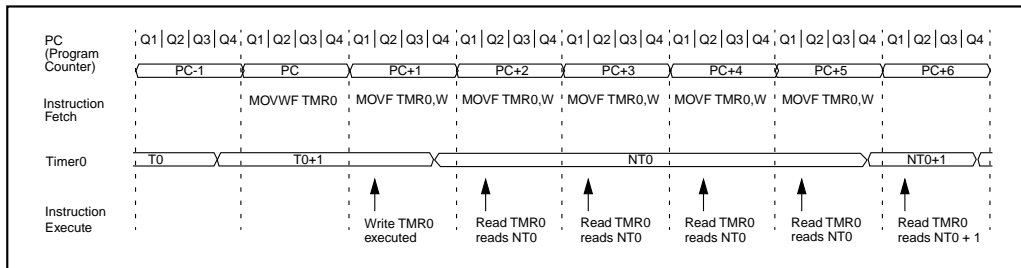 PC
(Program
Counter)
Q1 Q2 Q3 Q4 Q1 Q2 Q3 Q4 Q1 Q2 Q3 Q4 Q1 Q2 Q3 Q4 Q1 Q2 Q3 Q4 Q1 Q2 Q3 Q4 Q1 Q2 Q3 Q4 Q1 Q2 Q3 Q4
PC-1 PC PC+1 PC+2 PC+3 PC+4 PC+5 PC+6
Instruction
Fetch
MOVWF TMR0 MOVF TMR0,W MOVF TMR0,W MOVF TMR0,W MOVF TMR0,W MOVF TMR0,W
Timer0
T0 T0+1 NT0 NT0+1
Instruction
Execute
Write TMR0
executed
Read TMR0
reads NT0
Read TMR0
reads NT0
Read TMR0
reads NT0
Read TMR0
reads NT0
Read TMR0
reads NT0 + 1